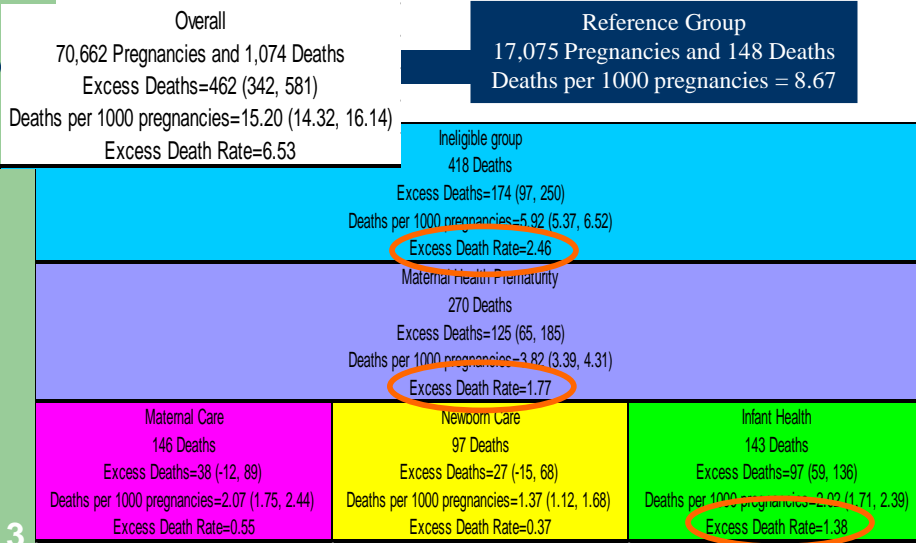 Overall
70,662 Pregnancies and 1,074 Deaths
Excess Deaths=462 (342, 581)
Deaths per 1000 pregnancies=15.20 (14.32, 16.14)
Excess Death Rate=6.53
Reference Group
17,075 Pregnancies and 148 Deaths
Deaths per 1000 pregnancies = 8.67
Ineligible group
418 Deaths
Excess Deaths=174 (97, 250)
Deaths per 1000 pregnancies=5.92 (5.37, 6.52)
Excess Death Rate=2.46
Maternal Health Prematurity
270 Deaths
Excess Deaths=125 (65, 185)
Deaths per 1000 pregnancies=3.82 (3.39, 4.31)
Excess Death Rate=1.77
Maternal Care
146 Deaths
Excess Deaths=38 (-12, 89)
Deaths per 1000 pregnancies=2.07 (1.75, 2.44)
Excess Death Rate=0.55
Newborn Care
97 Deaths
Excess Deaths=27 (-15, 68)
Deaths per 1000 pregnancies=1.37 (1.12, 1.68)
Excess Death Rate=0.37
Infant Health
143 Deaths
Excess Deaths=97 (59, 136)
Deaths per 1000 pregnancies=2.02 (1.71, 2.39)
Excess Death Rate=1.38
3